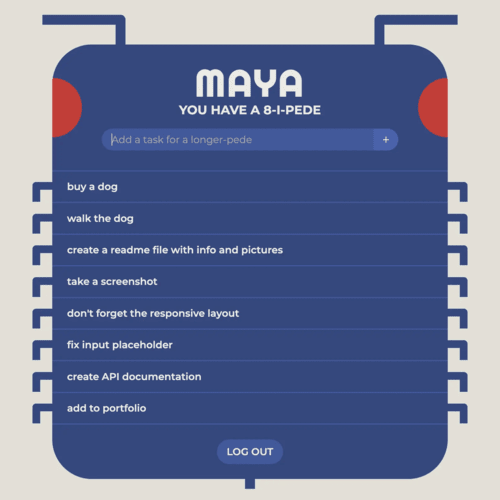 MAYA
YOU HAVE A 8-I-PEDE
Add a task for a longer-pede
+
buy a dog
walk the dog
create a readme file with info and pictures
take a screenshot
don't forget the responsive layout
fix input placeholder
create API documentation
add to portfolio
LOG OUT